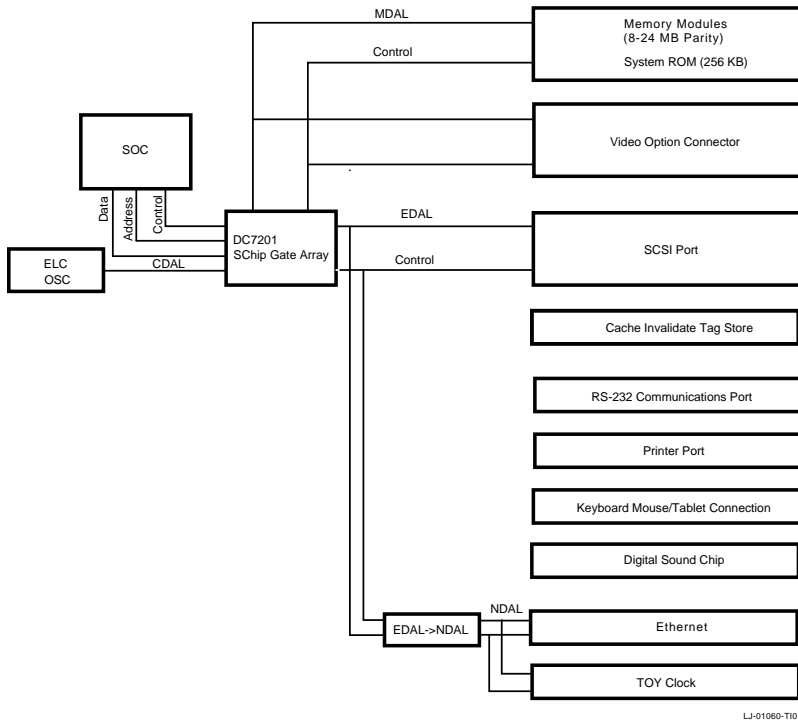 MDAL
Memory Modules
(8-24 MB Parity)
Control
System ROM (256 KB)
SOC
Video Option Connector
Data
Address
Control
EDAL
DC7201
SChip Gate Array
SCSI Port
ELC
OSC
CDAL
Control
Cache Invalidate Tag Store
RS-232 Communications Port
Printer Port
Keyboard Mouse/Tablet Connection
Digital Sound Chip
NDAL
EDAL->NDAL
Ethernet
TOY Clock
LJ-01060-TI0